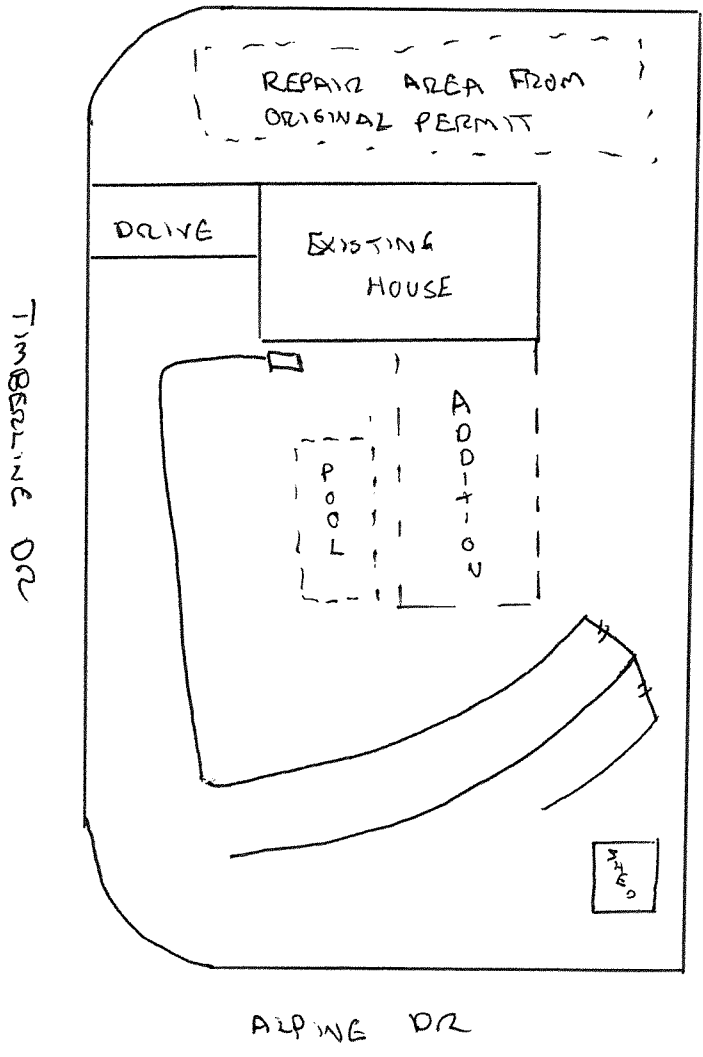 REPAIR AREA FROM
ORIGINAL PERMIT
DRIVE
EXISTING
HOUSE
TIMBERLINE DR
ADDITION
POOL
ALPINE DR